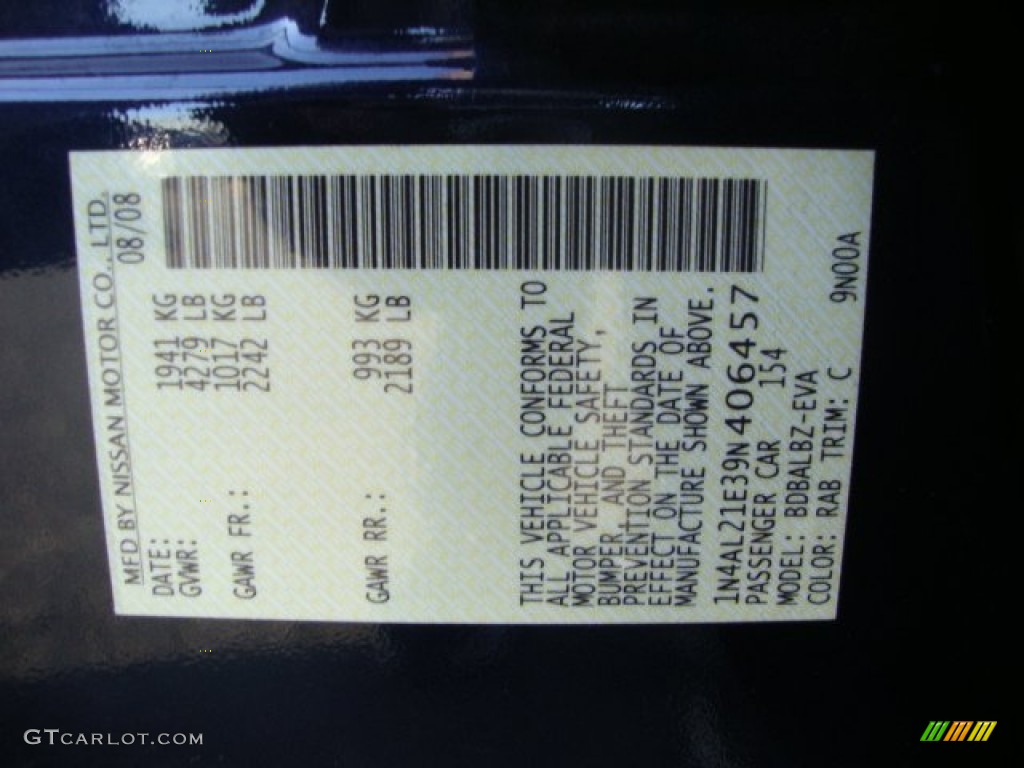 MFD BY NISSAN MOTOR CO., LTD.
DATE: 08/08
GVWR: 1941 KG
4279 LB
GAWR FR.: 1017 KG
2242 LB
GAWR RR.: 993 KG
2189 LB
THIS VEHICLE CONFORMS TO
ALL APPLICABLE FEDERAL
MOTOR VEHICLE SAFETY,
BUMPER, AND THEFT
PREVENTION STANDARDS IN
EFFECT ON THE DATE OF
MANUFACTURE SHOWN ABOVE.
1N4AL21E39N406457
PASSENGER CAR 154
MODEL: BDBALBZ-EVA
COLOR: RAB TRIM: C 9N00A
GTCARLOT.COM